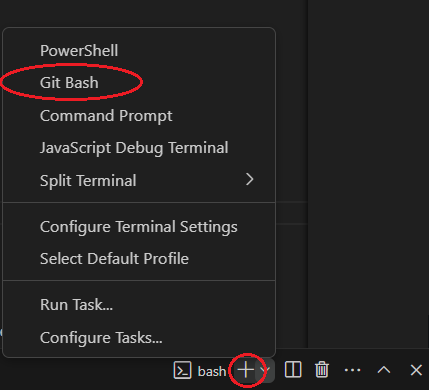 PowerShell
Git Bash
Command Prompt
JavaScript Debug Terminal
Split Terminal
Configure Terminal Settings
Select Default Profile
Run Task...
Configure Tasks...
bash